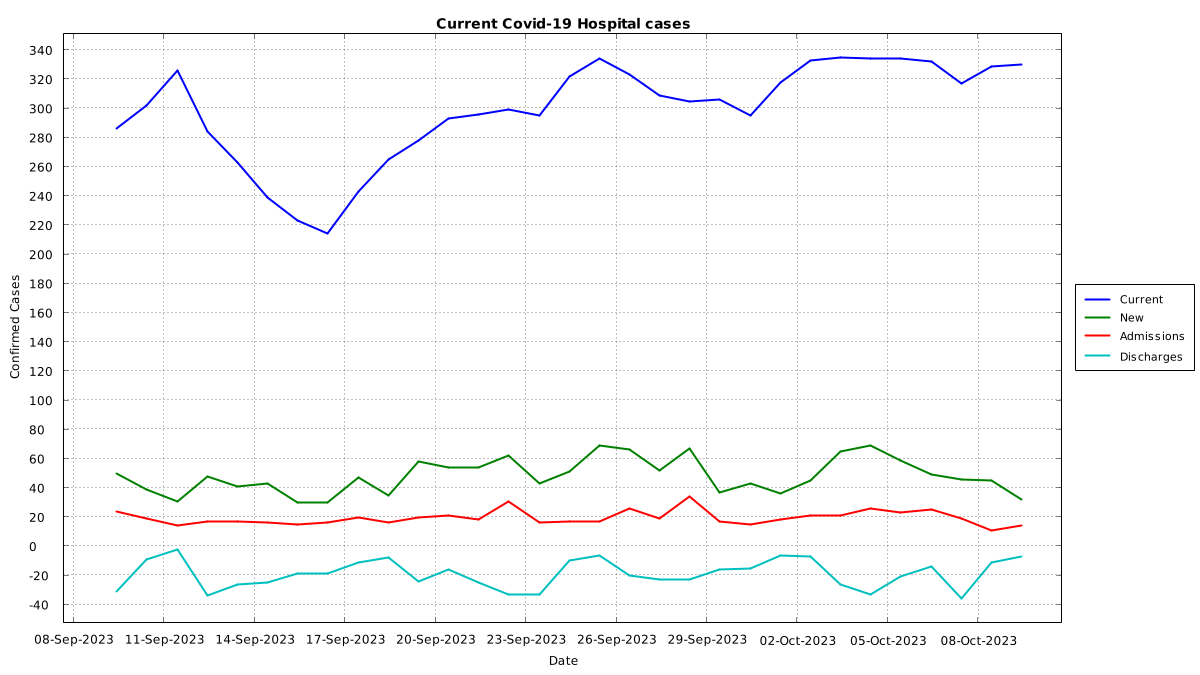 Current Covid-19 Hospital cases
340
320
300
280
260
240
220
200
180
160
140
120
100
80
60
40
20
0
-20
-40
Confirmed Cases
08-Sep-2023 11-Sep-2023 14-Sep-2023 17-Sep-2023 20-Sep-2023 23-Sep-2023 26-Sep-2023 29-Sep-2023 02-Oct-2023 05-Oct-2023 08-Oct-2023
Date
Current
New
Admissions
Discharges